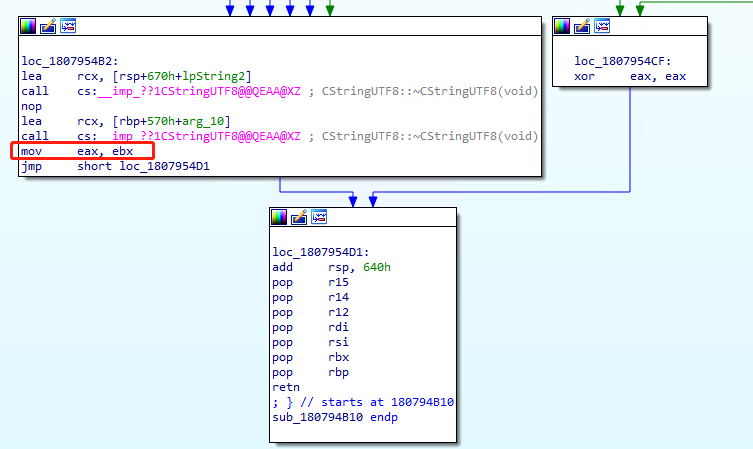 loc_1807954B2:
lea rcx, [rsp+670h+lpString2]
call cs:__imp_??1CStringUTF8@@QEAA@XZ ; CStringUTF8::~CStringUTF8(void)
nop
lea rcx, [rbp+570h+arg_10]
call cs:__imp_??1CStringUTF8@@QEAA@XZ ; CStringUTF8::~CStringUTF8(void)
mov eax, ebx
jmp short loc_1807954D1
loc_1807954CF:
xor eax, eax
loc_1807954D1:
add rsp, 640h
pop r15
pop r14
pop r12
pop rdi
pop rsi
pop rbx
pop rbp
retn
; } // starts at 180794B10
sub_180794B10 endp